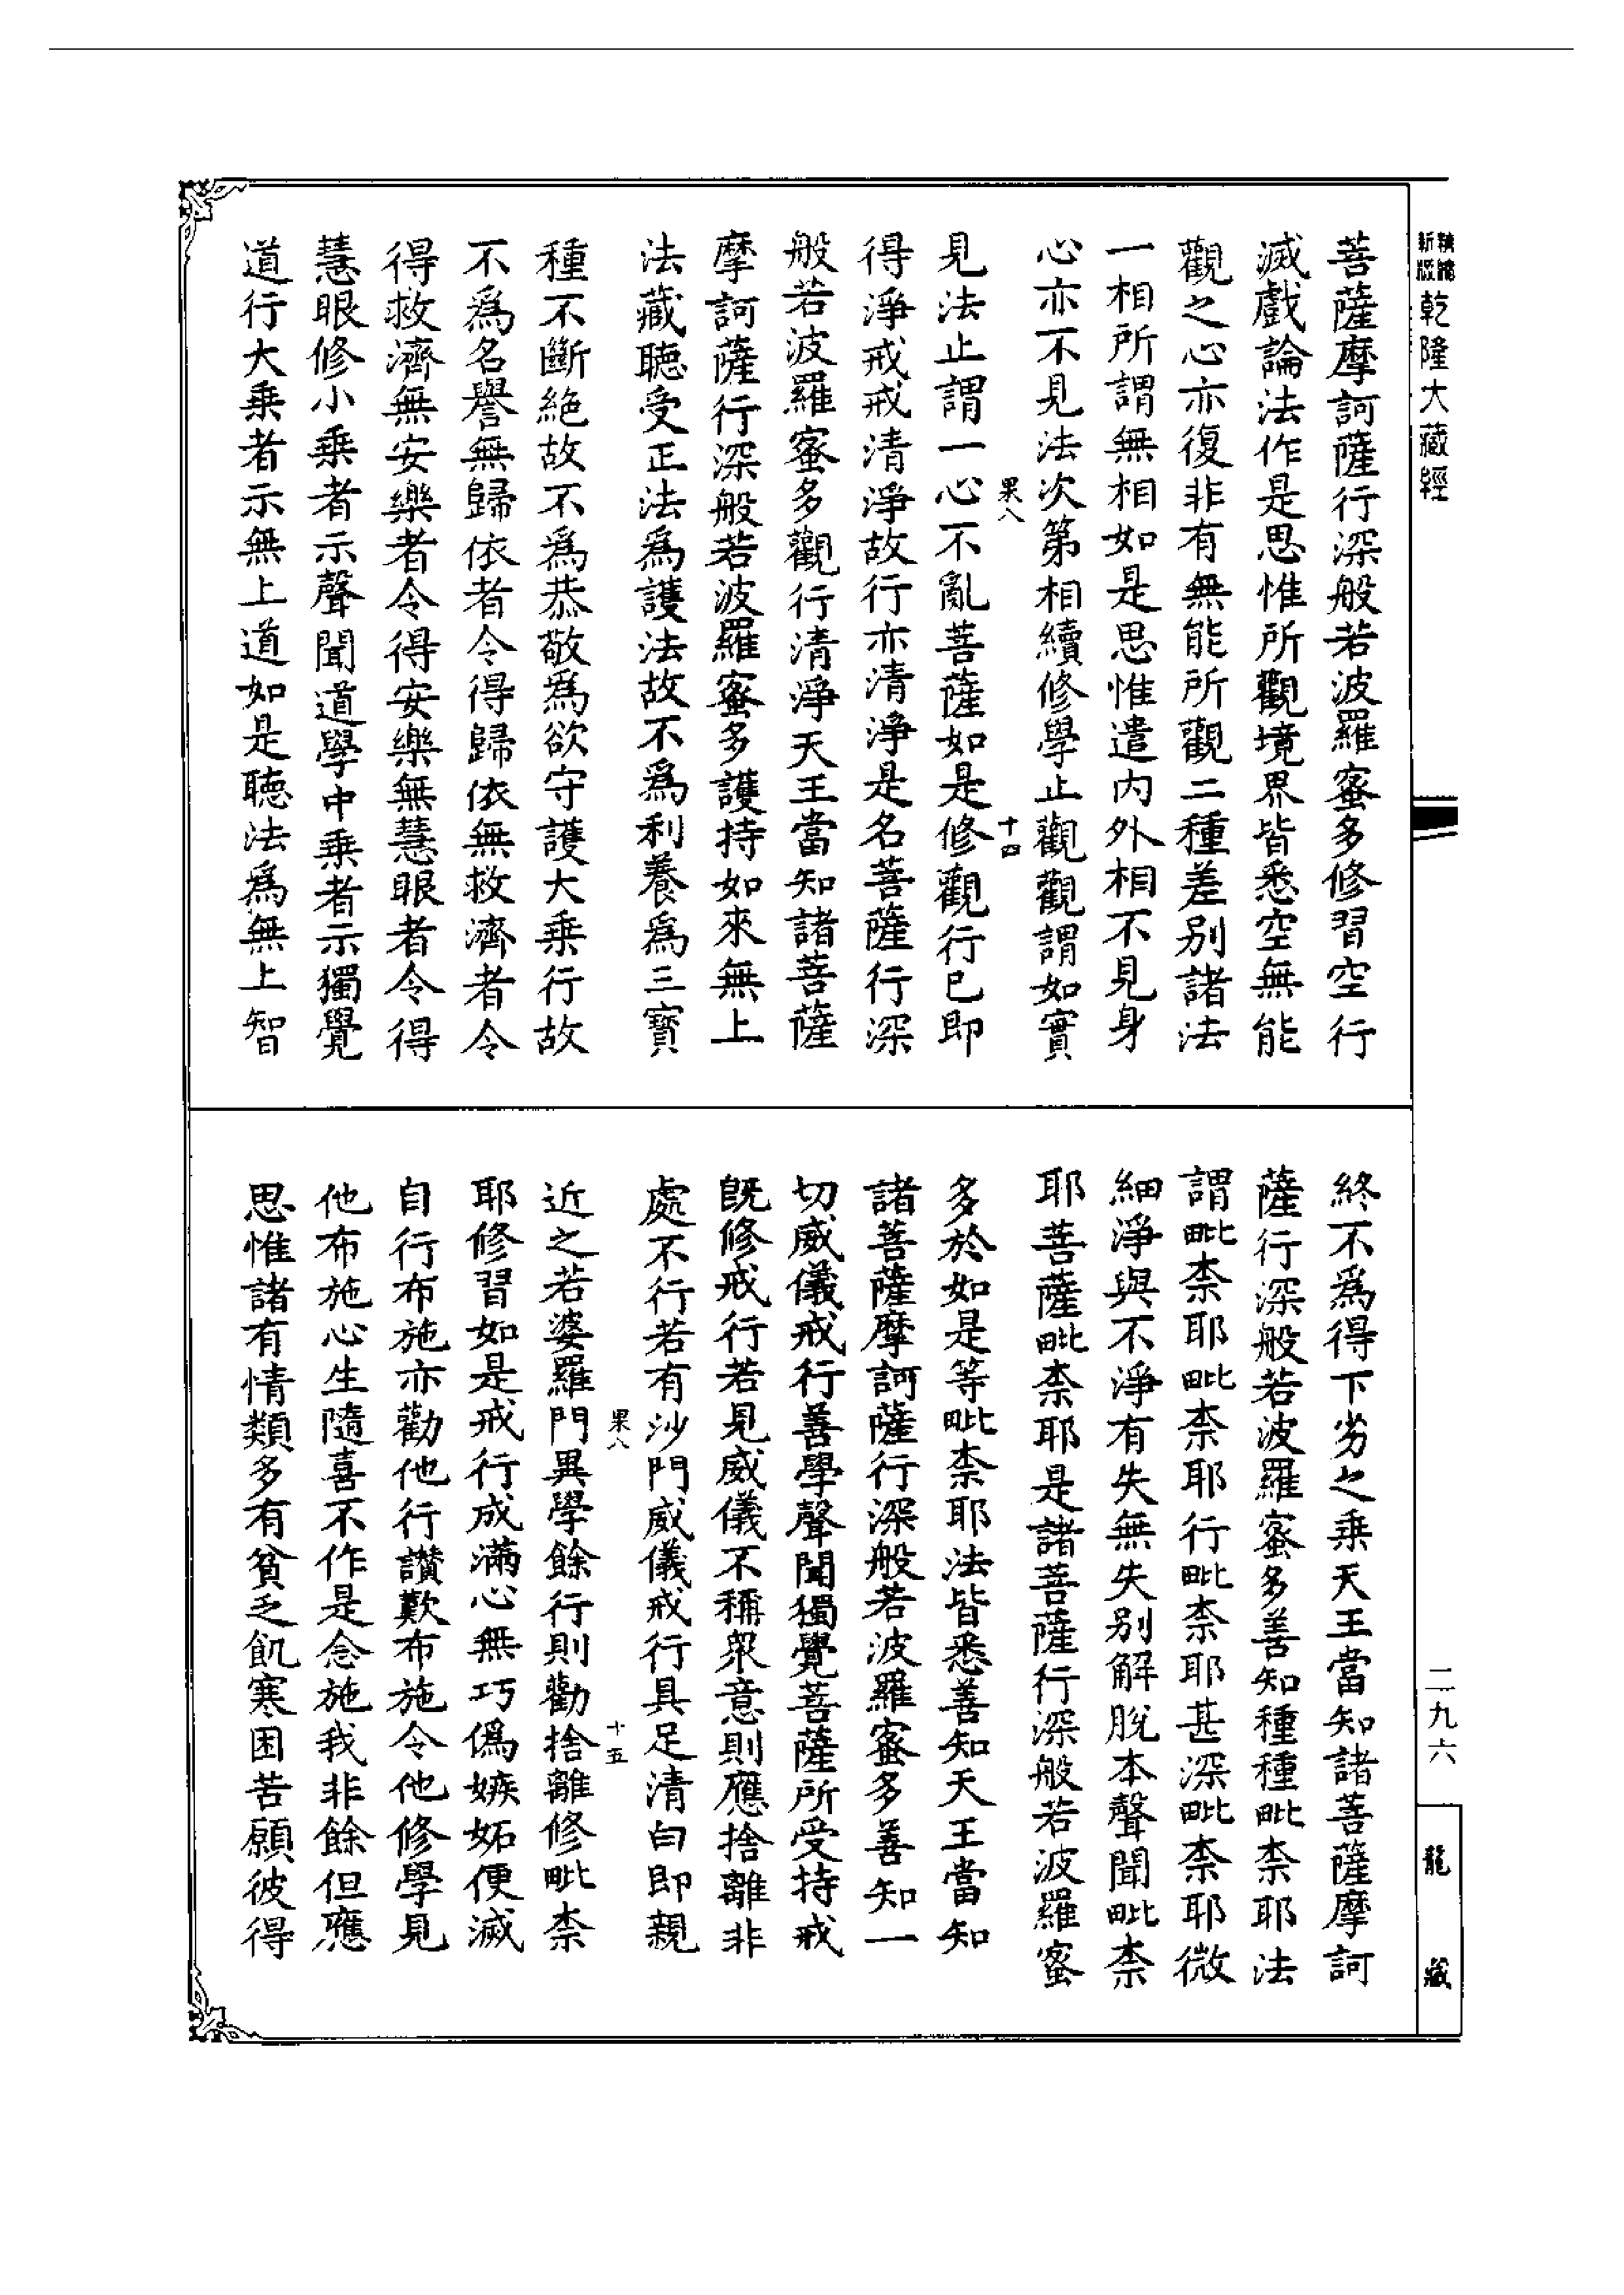 新版精縮乾隆大藏經
菩薩摩訶薩行深般若波羅蜜多修習空行
滅戲論法作是思惟所觀境界皆悉空無能
觀之心亦復非有無能所觀二種差別諸法
一相所謂無相如是思惟遣內外相不見身
心亦不見法次第相續修學止觀觀謂如實
果八 十四
見法止謂一心不亂菩薩如是修觀行已即
得淨戒戒清淨故行亦清淨是名菩薩行深
般若波羅蜜多觀行清淨天王當知諸菩薩
摩訶薩行深般若波羅蜜多護持如來無上
法藏聽受正法為護法故不為利養為三寶
種不斷絕故不為恭敬為欲守護大乘行故
不為名譽無歸依者令得歸依無救濟者令
得救濟無安樂者令得安樂無慧眼者令得
慧眼修小乘者示聲聞道學中乘者示獨覺
道行大乘者示無上道如是聽法為無上智
終不為得下劣之乘天王當知諸菩薩摩訶
薩行深般若波羅蜜多善知種種毗柰耶法
謂毗柰耶毗柰耶行毗柰耶甚深毗柰耶微
細淨與不淨有失無失別解脫本聲聞毗柰
耶菩薩毗柰耶是諸菩薩行深般若波羅蜜
多於如是等毗柰耶法皆悉善知天王當知
諸菩薩摩訶薩行深般若波羅蜜多善知一
切威儀戒行善學聲聞獨覺菩薩所受持戒
既修戒行若見威儀不稱眾意則應捨離非
處不行若有沙門威儀戒行具足清白即親
果八 十五
近之若婆羅門異學餘行則勸捨離修毗柰
耶修習如是戒行成滿心無巧偽嫉妬便滅
自行布施亦勸他行讚歎布施令他修學見
他布施心生隨喜不作是念施我非餘但應
思惟諸有情類多有貧乏飢寒困苦願彼得
二九六
龍藏